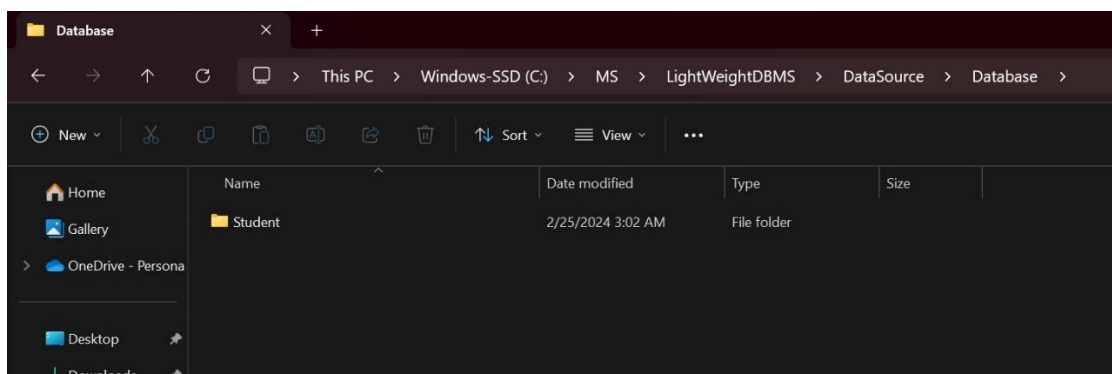 Database
This PC > Windows-SSD (C:) > MS > LightWeightDBMS > DataSource > Database >
New Sort View
Name Date modified Type Size
Home
Student 2/25/2024 3:02 AM File folder
Gallery
OneDrive - Persona
Desktop
Downloads